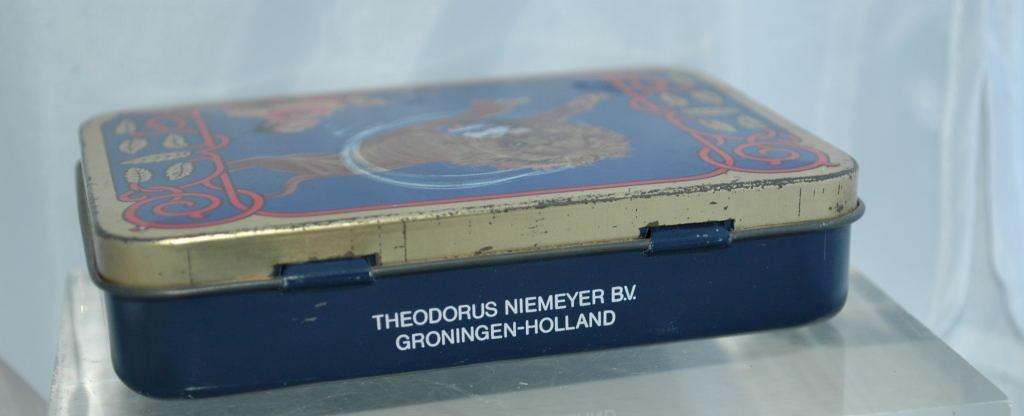 THEODORUS NIEMEYER B.V.
GRONINGEN-HOLLAND